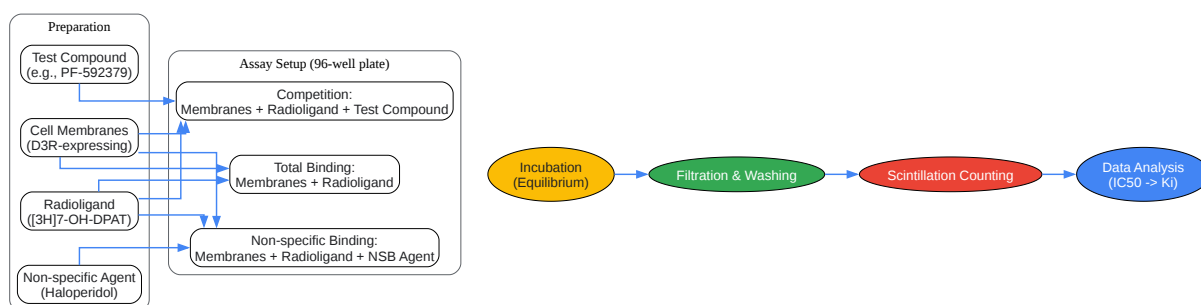 Preparation
Test Compound
(e.g., PF-592379)
Cell Membranes
(D3R-expressing)
Radioligand
([3H]7-OH-DPAT)
Non-specific Agent
(Haloperidol)
Assay Setup (96-well plate)
Competition:
Membranes + Radioligand + Test Compound
Total Binding:
Membranes + Radioligand
Non-specific Binding:
Membranes + Radioligand + NSB Agent
Incubation
(Equilibrium)
Filtration & Washing
Scintillation Counting
Data Analysis
(IC50 -> Ki)